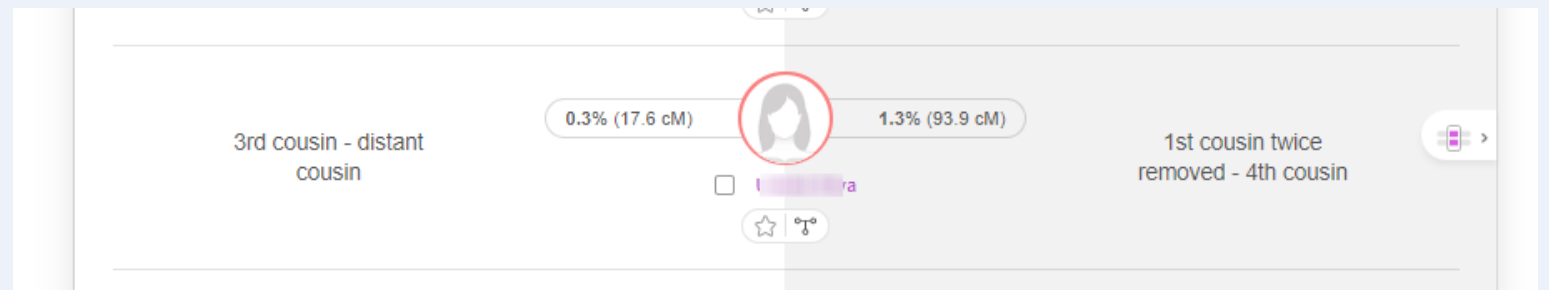 0.3% (17.6 cM)
1.3% (93.9 cM)
3rd cousin - distant
cousin
1st cousin twice
removed - 4th cousin